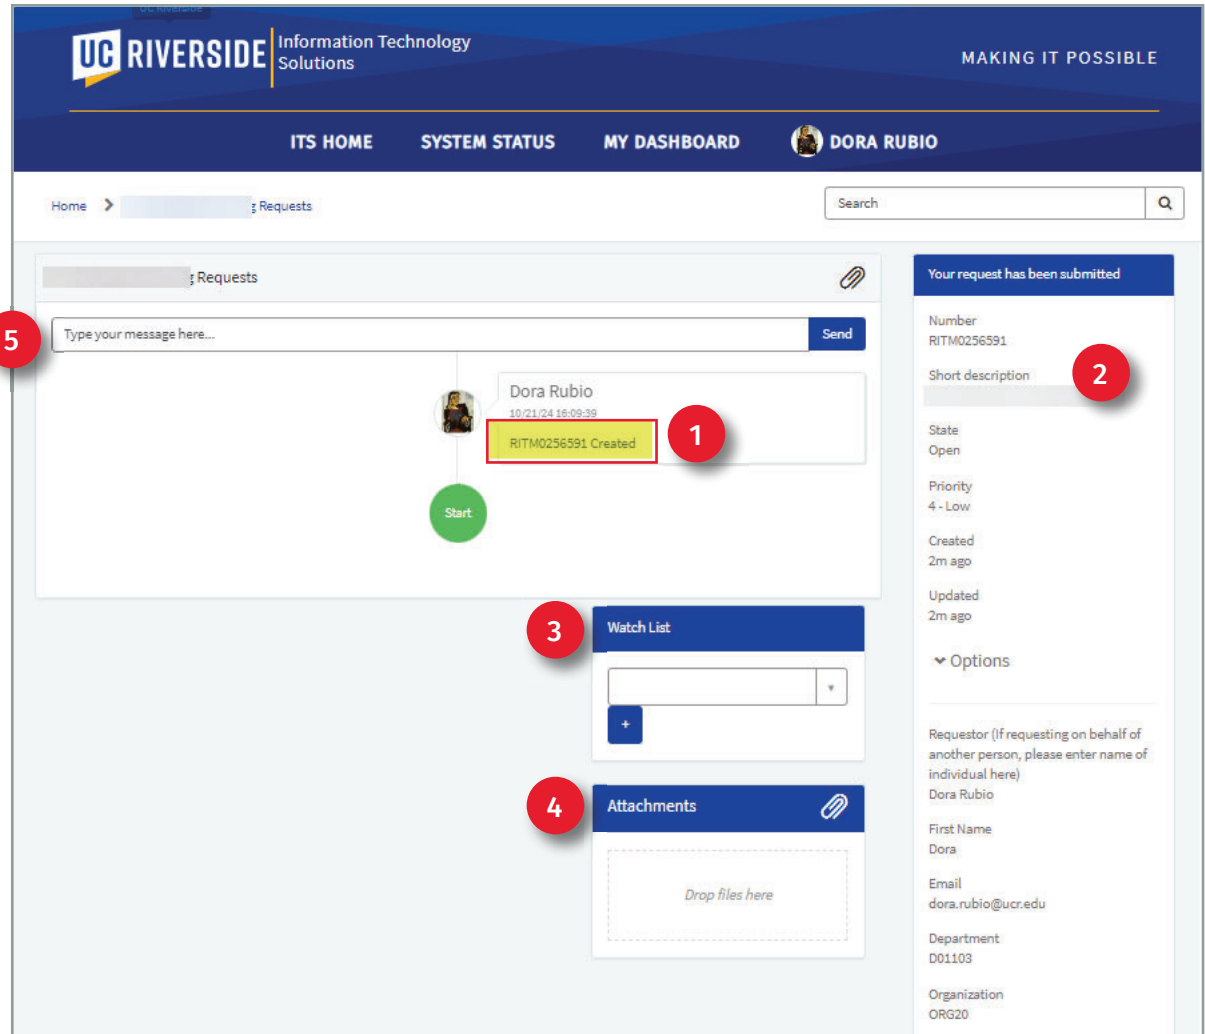 UC Riverside
UC RIVERSIDE
Information Technology
Solutions
MAKING IT POSSIBLE
ITS HOME SYSTEM STATUS MY DASHBOARD DORA RUBIO
Home g Requests
Search
g Requests
5
Type your message here...
Send
Dora Rubio
10/21/24 16:09:39
RITM0256591 Created
1
Start
3
Watch List
+
4
Attachments
Drop files here
Your request has been submitted
Number
RITM0256591
Short description
2
State
Open
Priority
4 - Low
Created
2m ago
Updated
2m ago
Options
Requestor (If requesting on behalf of
another person, please enter name of
individual here)
Dora Rubio
First Name
Dora
Email
dora.rubio@ucr.edu
Department
D01103
Organization
ORG20